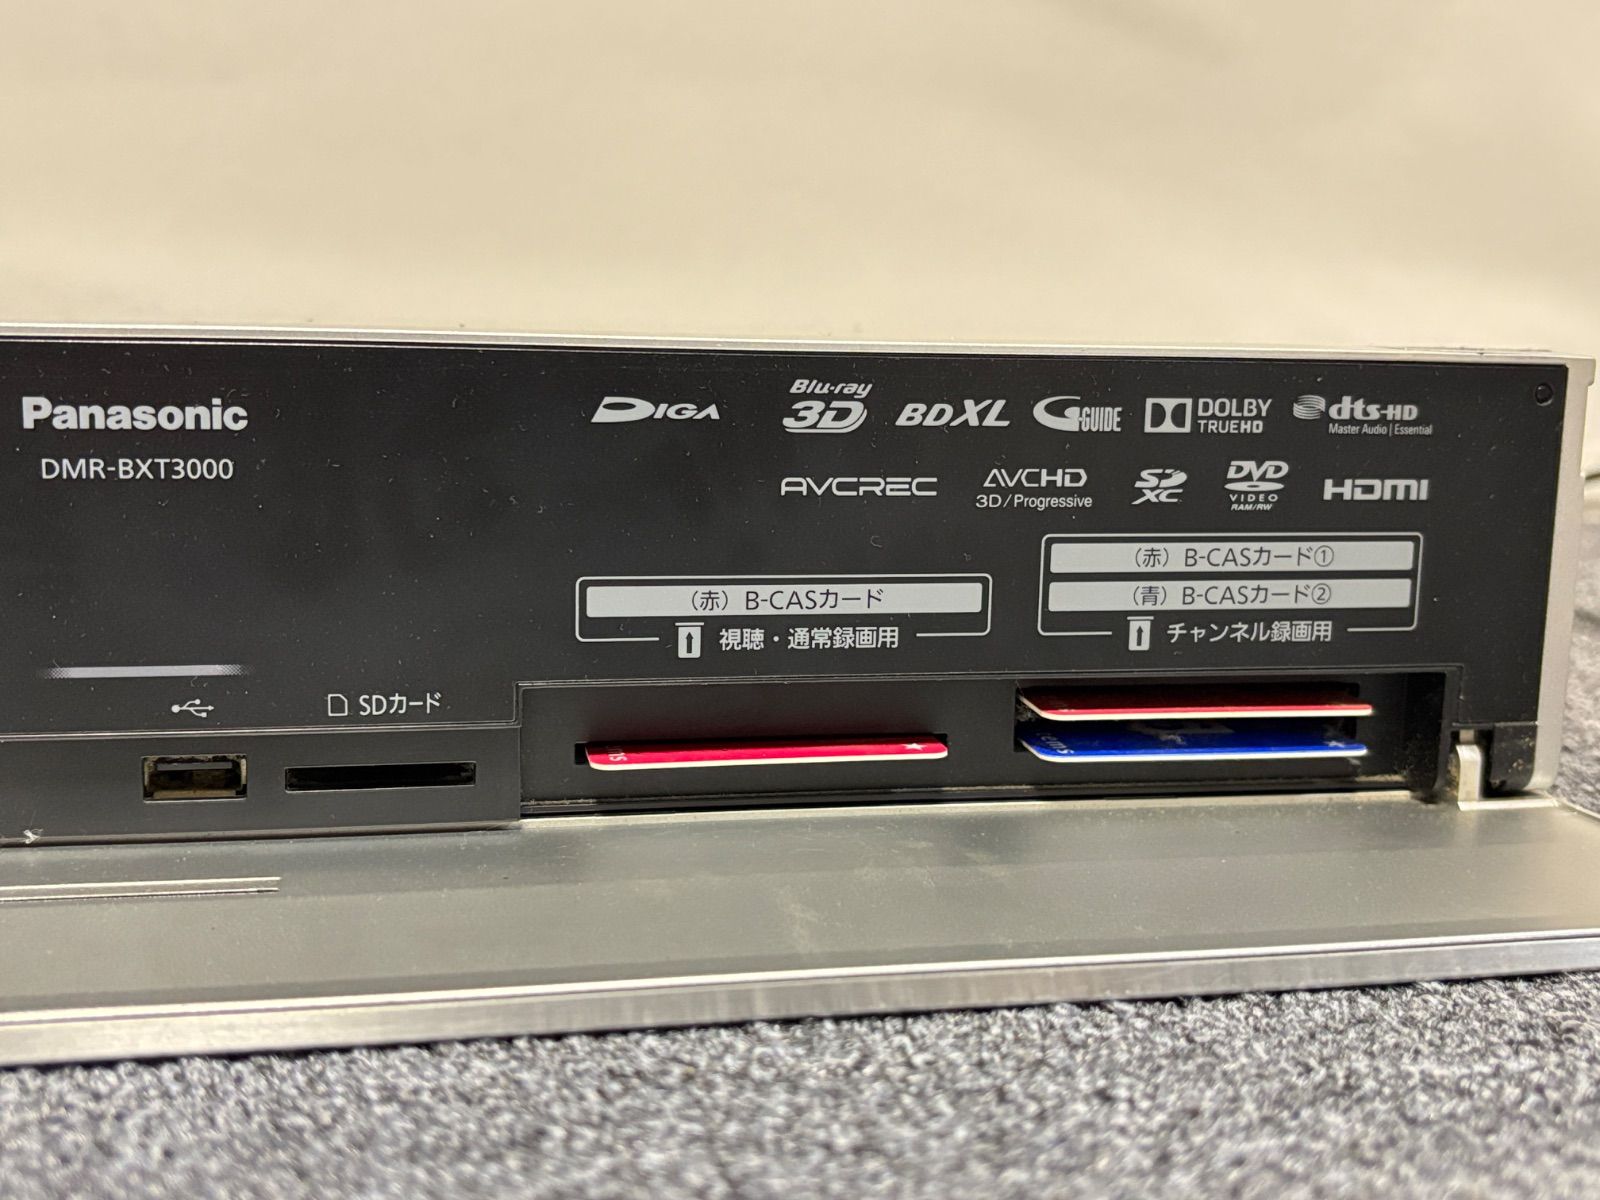 Panasonic
DMR-BXT3000
DIGA
Blu-ray
3D
BDXL
G-GUIDE
DOLBY
TRUEHD
dts-HD
Master Audio | Essential
AVCREC
AVCHD
3D/Progressive
SD
XC
DVD
VIDEO
RAM/RW
HDMI
(赤) B-CASカード
視聴・通常録画用
(赤) B-CASカード①
(青) B-CASカード②
チャンネル録画用
SDカード